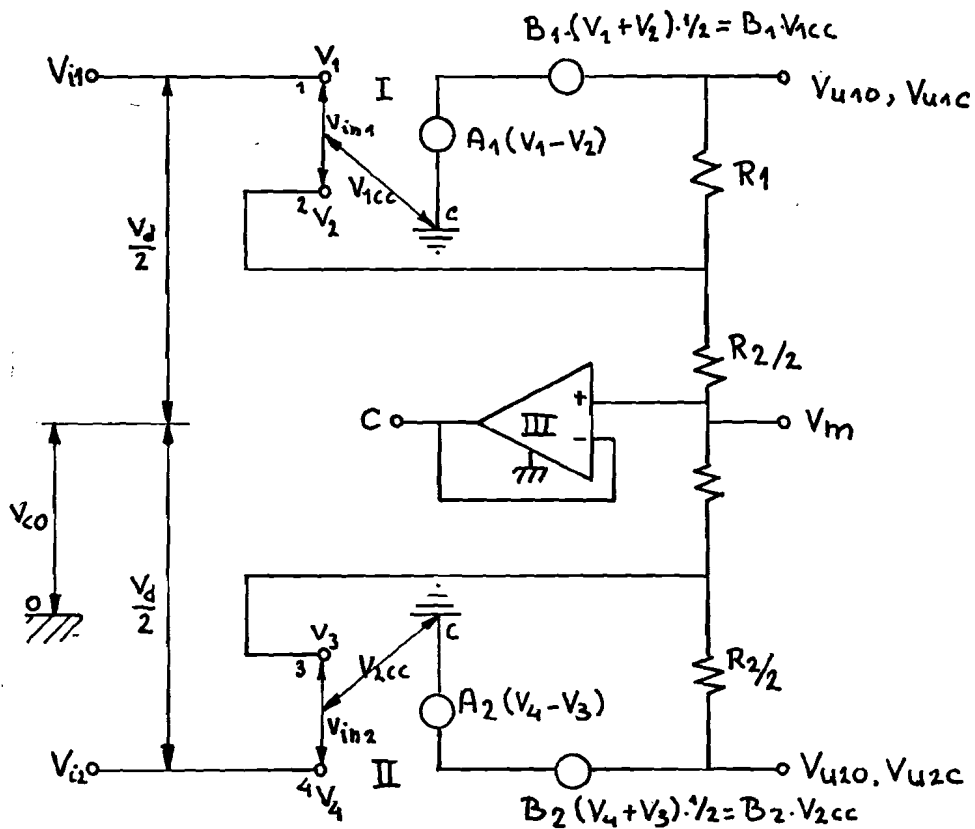 B1·(V1+V2)·1/2 = B1·V1cc
Vi1
V1
1
I
Vu10, Vu1c
Vin1
A1(V1-V2)
R1
V1cc
2
V2
c
Vd/2
R2/2
+
C
III
Vm
-
Vco
o
Vd/2
V3
c
3
V2cc
R2/2
A2(V4-V3)
Vin2
Vi2
4
V4
II
Vu20, Vu2c
B2(V4+V3)·1/2 = B2·V2cc